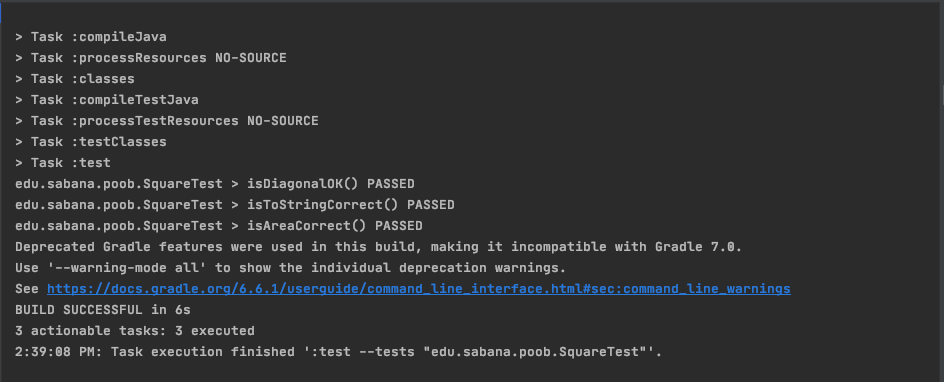 > Task :compileJava
> Task :processResources NO-SOURCE
> Task :classes
> Task :compileTestJava
> Task :processTestResources NO-SOURCE
> Task :testClasses
> Task :test
edu.sabana.poob.SquareTest > isDiagonalOK() PASSED
edu.sabana.poob.SquareTest > isToStringCorrect() PASSED
edu.sabana.poob.SquareTest > isAreaCorrect() PASSED
Deprecated Gradle features were used in this build, making it incompatible with Gradle 7.0.
Use '--warning-mode all' to show the individual deprecation warnings.
See https://docs.gradle.org/6.6.1/userguide/command_line_interface.html#sec:command_line_warnings
BUILD SUCCESSFUL in 6s
3 actionable tasks: 3 executed
2:39:08 PM: Task execution finished ':test --tests "edu.sabana.poob.SquareTest"'.